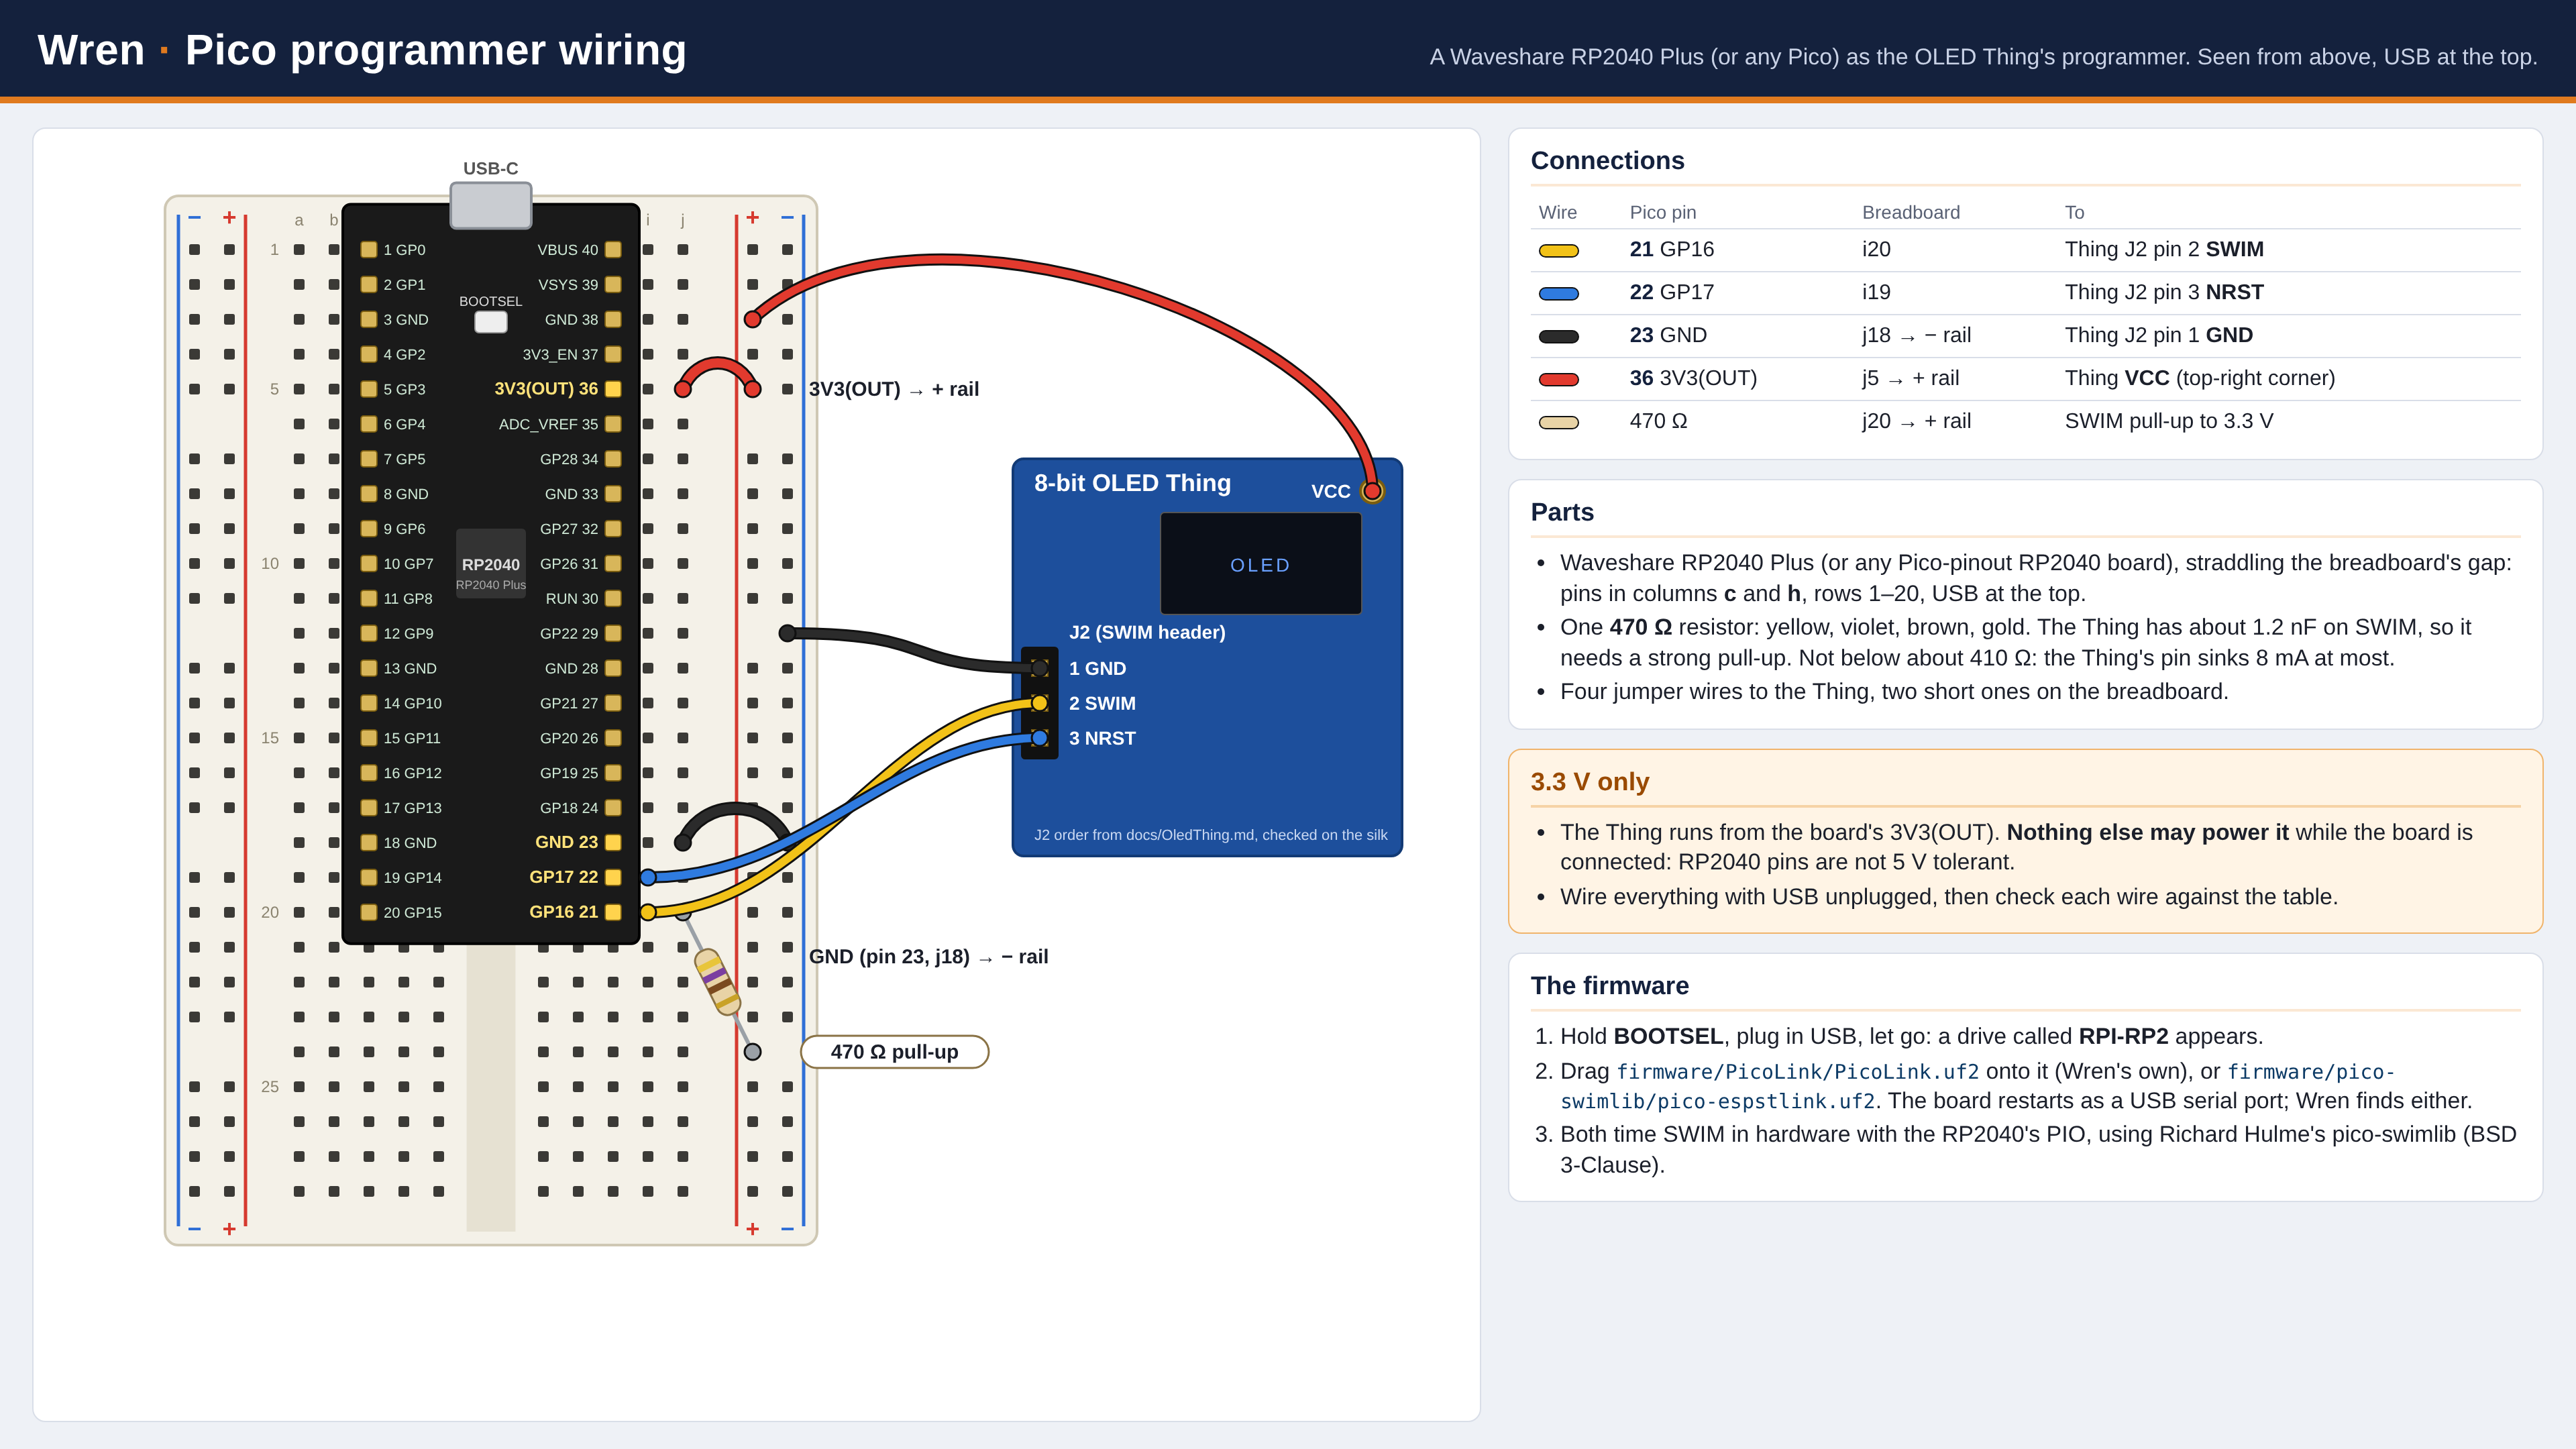 Wren · Pico programmer wiring
A Waveshare RP2040 Plus (or any Pico) as the OLED Thing's programmer. Seen from above, USB at the top.
USB-C
− + a b i j + −
1 5 10 15 20 25
1 GP0 VBUS 40
2 GP1 VSYS 39
BOOTSEL
3 GND GND 38
4 GP2 3V3_EN 37
5 GP3 3V3(OUT) 36
3V3(OUT) → + rail
6 GP4 ADC_VREF 35
7 GP5 GP28 34
8 GND GND 33
9 GP6 GP27 32
10 GP7 GP26 31
RP2040
RP2040 Plus
11 GP8 RUN 30
12 GP9 GP22 29
13 GND GND 28
14 GP10 GP21 27
15 GP11 GP20 26
16 GP12 GP19 25
17 GP13 GP18 24
18 GND GND 23
19 GP14 GP17 22
20 GP15 GP16 21
GND (pin 23, j18) → − rail
470 Ω pull-up
− + + −
8-bit OLED Thing
VCC
OLED
J2 (SWIM header)
1 GND
2 SWIM
3 NRST
J2 order from docs/OledThing.md, checked on the silk
Connections
Wire Pico pin Breadboard To
21 GP16 i20 Thing J2 pin 2 SWIM
22 GP17 i19 Thing J2 pin 3 NRST
23 GND j18 → − rail Thing J2 pin 1 GND
36 3V3(OUT) j5 → + rail Thing VCC (top-right corner)
470 Ω j20 → + rail SWIM pull-up to 3.3 V
Parts
• Waveshare RP2040 Plus (or any Pico-pinout RP2040 board), straddling the breadboard's gap:
pins in columns c and h, rows 1–20, USB at the top.
• One 470 Ω resistor: yellow, violet, brown, gold. The Thing has about 1.2 nF on SWIM, so it
needs a strong pull-up. Not below about 410 Ω: the Thing's pin sinks 8 mA at most.
• Four jumper wires to the Thing, two short ones on the breadboard.
3.3 V only
• The Thing runs from the board's 3V3(OUT). Nothing else may power it while the board is
connected: RP2040 pins are not 5 V tolerant.
• Wire everything with USB unplugged, then check each wire against the table.
The firmware
1. Hold BOOTSEL, plug in USB, let go: a drive called RPI-RP2 appears.
2. Drag firmware/PicoLink/PicoLink.uf2 onto it (Wren's own), or firmware/pico-
swimlib/pico-espstlink.uf2. The board restarts as a USB serial port; Wren finds either.
3. Both time SWIM in hardware with the RP2040's PIO, using Richard Hulme's pico-swimlib (BSD
3-Clause).